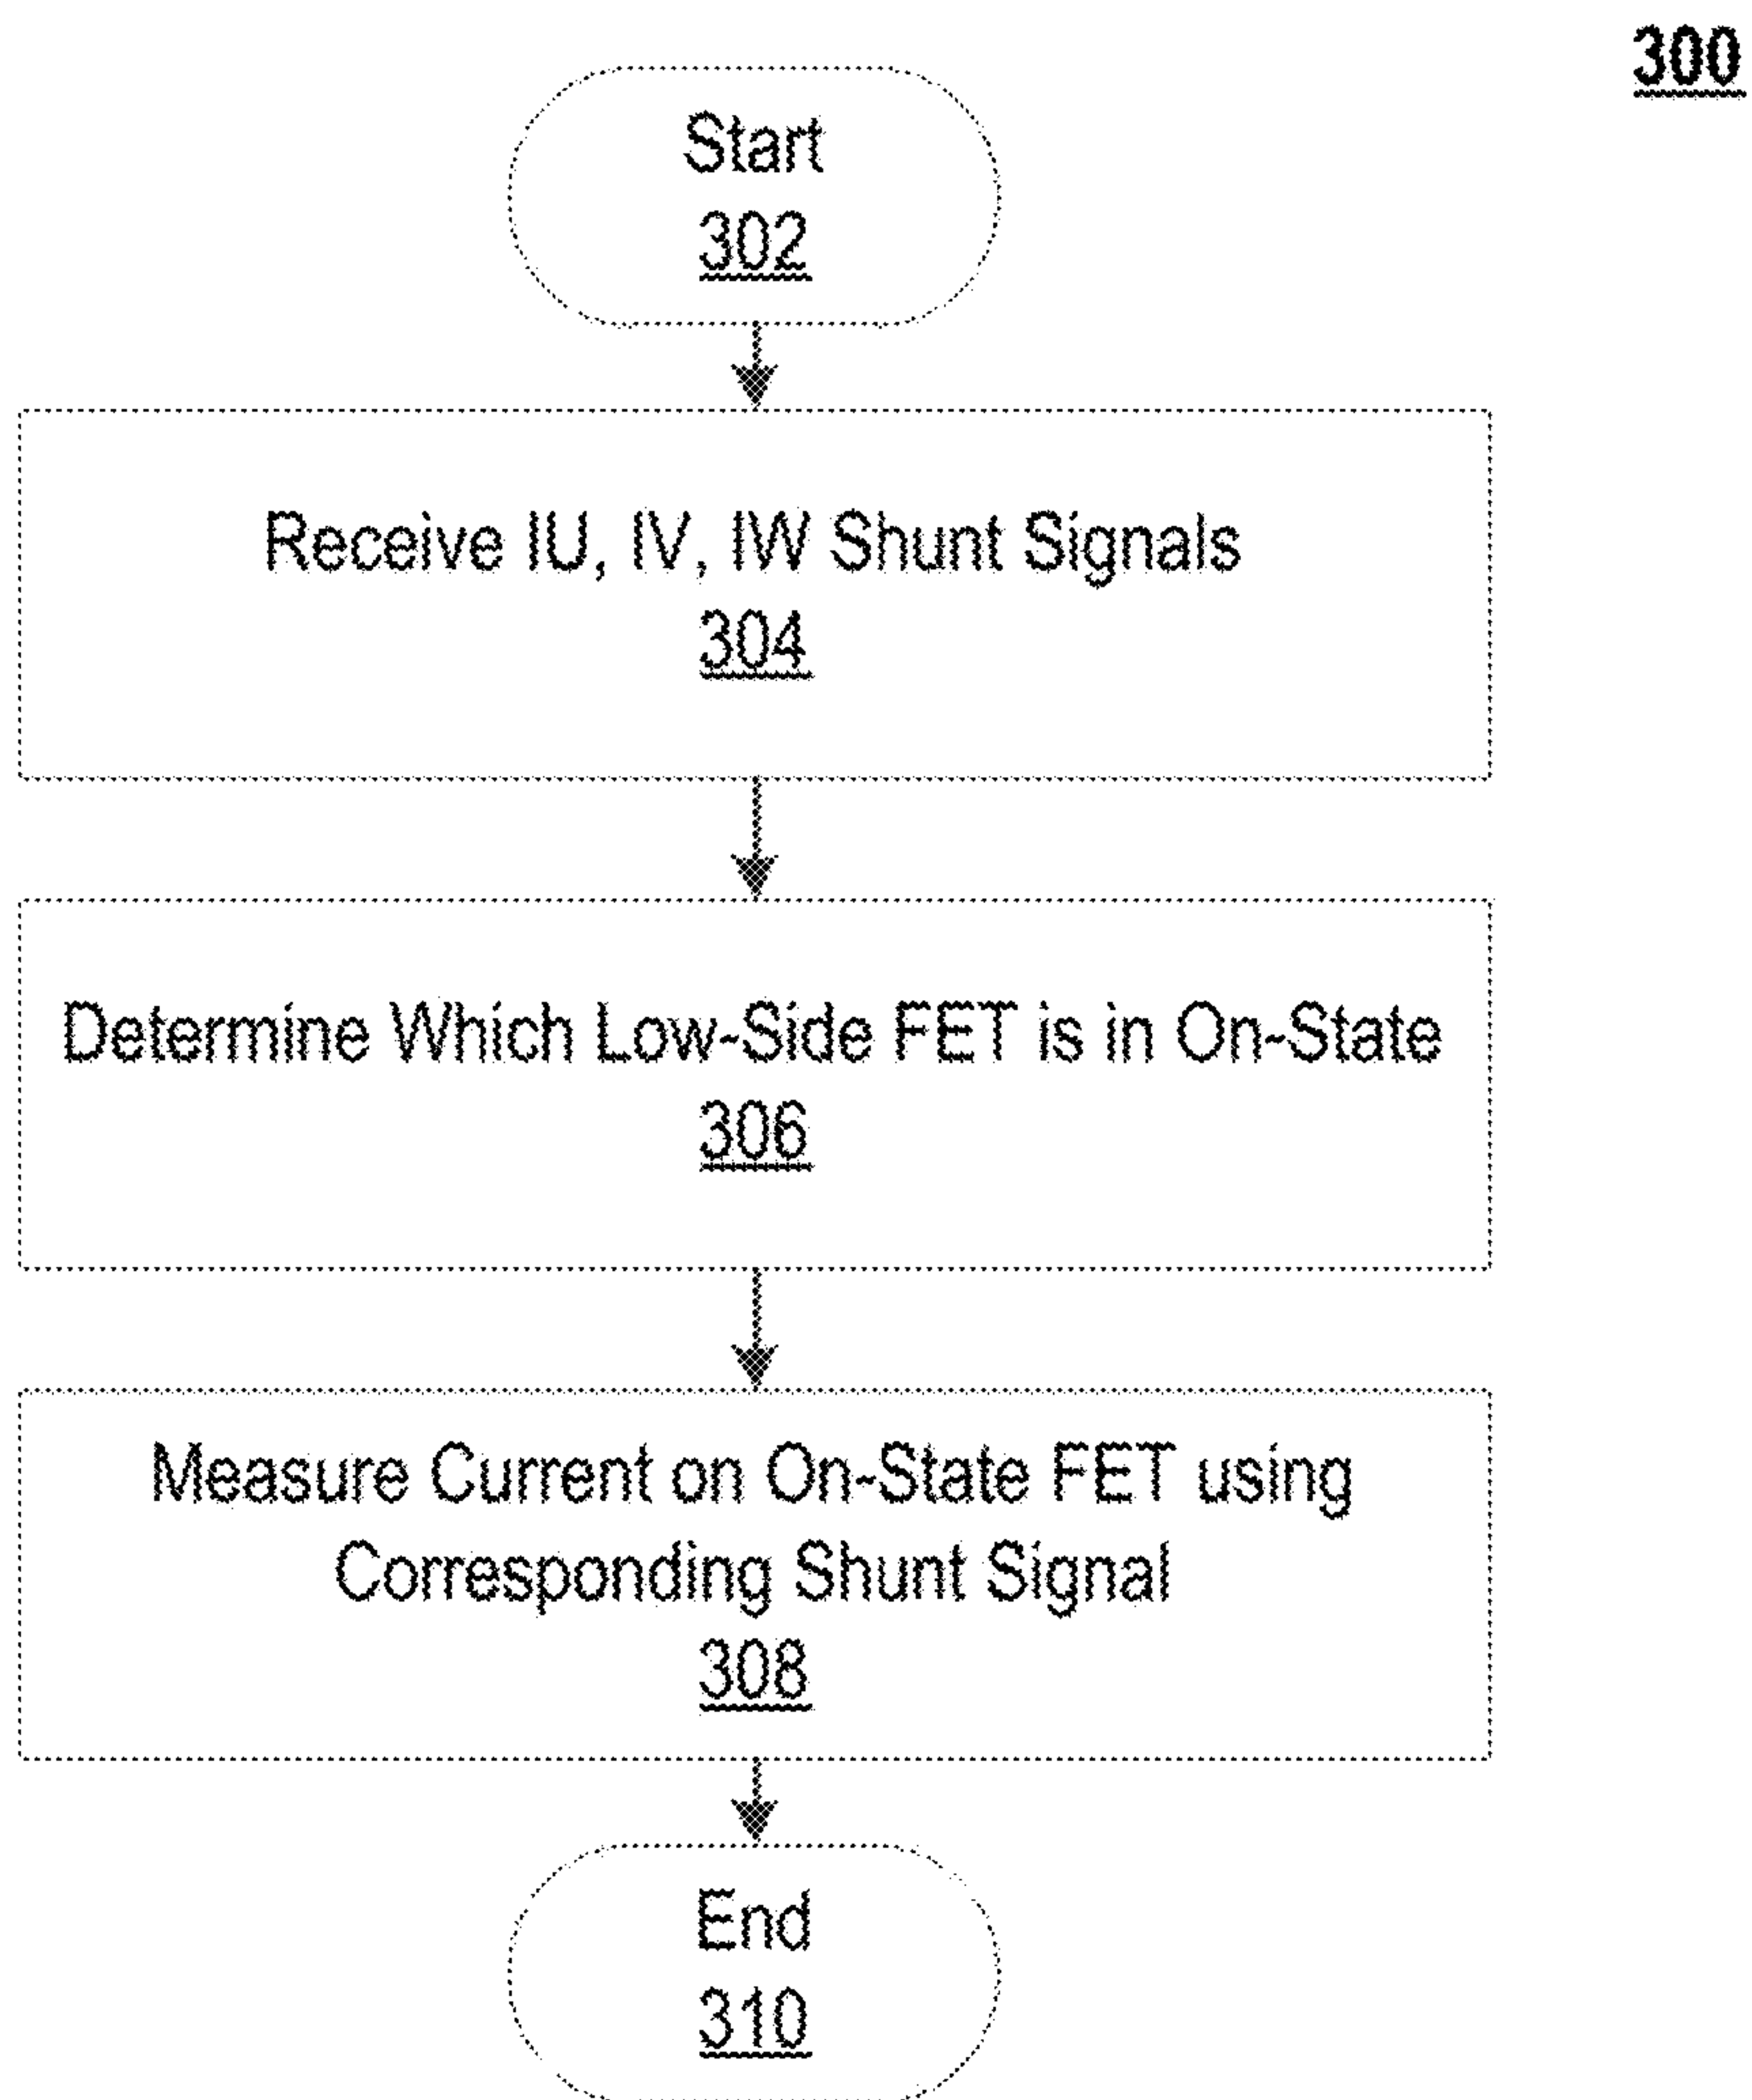 300
Start
302
Receive IU, IV, IW Shunt Signals
304
Determine Which Low-Side FET is in On-State
306
Measure Current on On-State FET using
Corresponding Shunt Signal
308
End
310